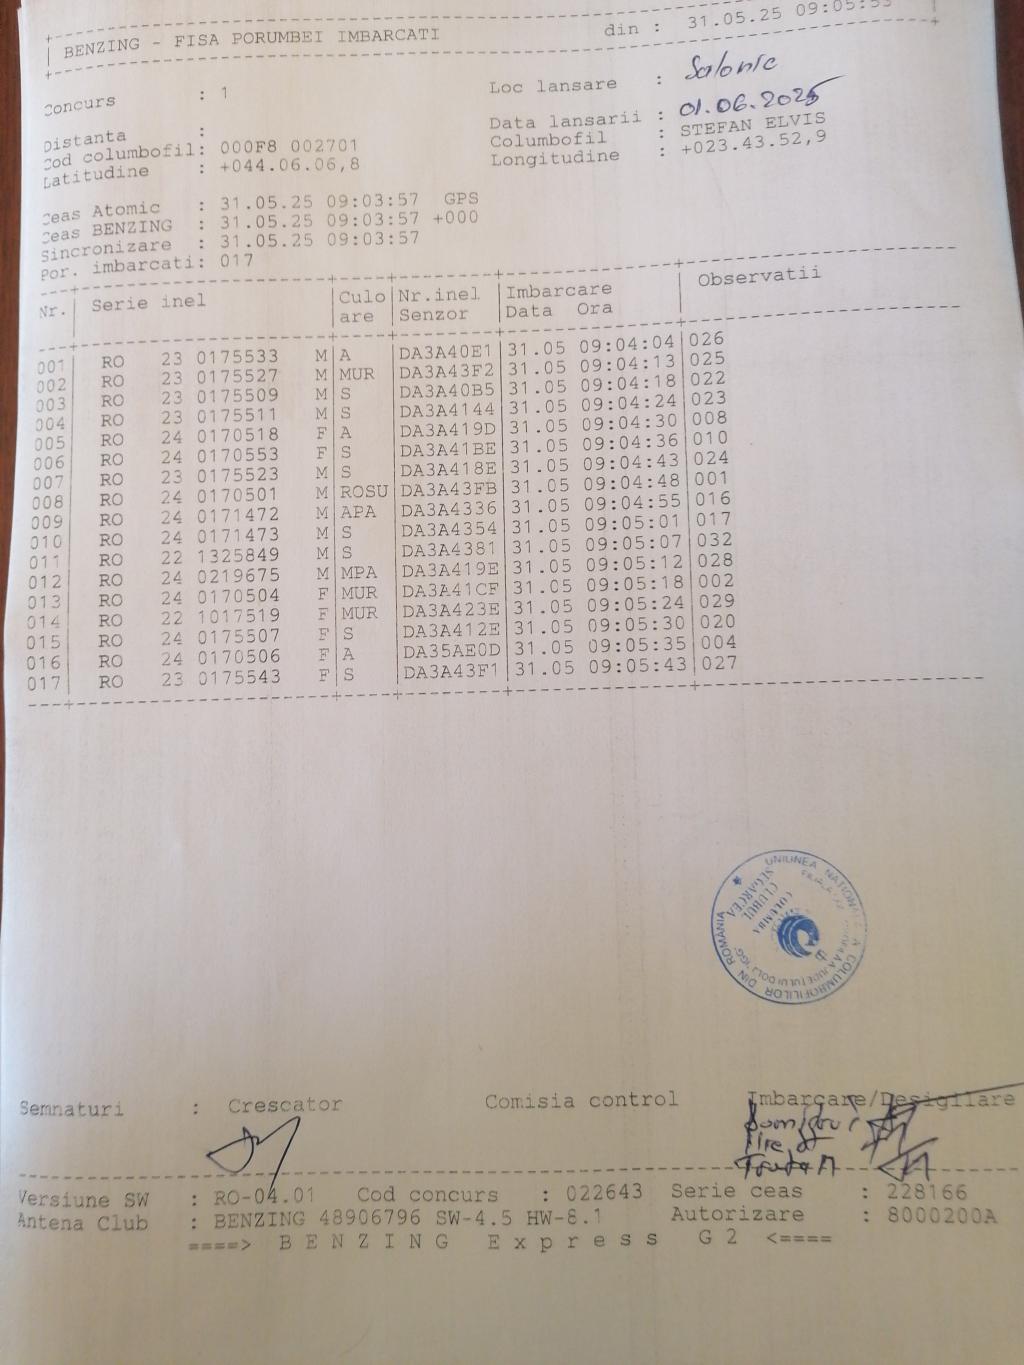 BENZING - FISA PORUMBEI IMBARCATI din : 31.05.25 09:05:53
Concurs : 1 Loc lansare : Salonic
Distanta : Data lansarii : 01.06.2025
Cod columbofil: 000F8 002701 Columbofil : STEFAN ELVIS
Latitudine : +044.06.06,8 Longitudine : +023.43.52,9
Ceas Atomic : 31.05.25 09:03:57 GPS
Ceas BENZING : 31.05.25 09:03:57 +000
Sincronizare : 31.05.25 09:03:57
Por. imbarcati: 017
Nr. Serie inel Culo Nr.inel Imbarcare Observatii
are Senzor Data Ora
001 RO 23 0175533 M A DA3A40E1 31.05 09:04:04 026
002 RO 23 0175527 M MUR DA3A43F2 31.05 09:04:13 025
003 RO 23 0175509 M S DA3A40B5 31.05 09:04:18 022
004 RO 23 0175511 M S DA3A4144 31.05 09:04:24 023
005 RO 24 0170518 F A DA3A419D 31.05 09:04:30 008
006 RO 24 0170553 F S DA3A41BE 31.05 09:04:36 010
007 RO 23 0175523 M S DA3A418E 31.05 09:04:43 024
008 RO 24 0170501 M ROSU DA3A43FB 31.05 09:04:48 001
009 RO 24 0171472 M APA DA3A4336 31.05 09:04:55 016
010 RO 24 0171473 M S DA3A4354 31.05 09:05:01 017
011 RO 22 1325849 M S DA3A4381 31.05 09:05:07 032
012 RO 24 0219675 M MPA DA3A419E 31.05 09:05:12 028
013 RO 24 0170504 F MUR DA3A41CF 31.05 09:05:18 002
014 RO 22 1017519 F MUR DA3A423E 31.05 09:05:24 029
015 RO 24 0175507 F S DA3A412E 31.05 09:05:30 020
016 RO 24 0170506 F A DA35AE0D 31.05 09:05:35 004
017 RO 23 0175543 F S DA3A43F1 31.05 09:05:43 027
UNIUNEA NATIONALA A COLUMBOFILILOR DIN ROMÂNIA
JUDETULUI DOLJ
CLUBUL
COLUMBA
SEGARCEA
Semnaturi : Crescator Comisia control Imbarcare/Desigilare
Versiune SW : RO-04.01 Cod concurs : 022643 Serie ceas : 228166
Antena Club : BENZING 48906796 SW-4.5 HW-8.1 Autorizare : 8000200A
====> BENZING Express G2 <====